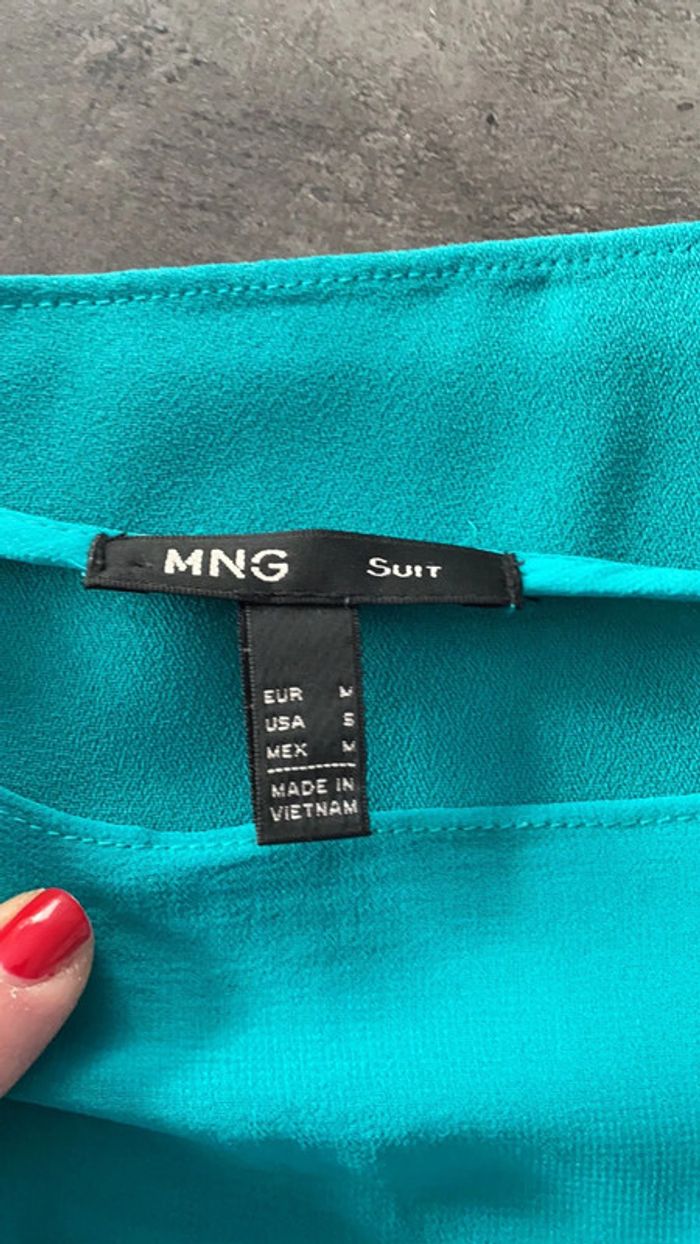 MNG Suit
EUR M
USA S
MEX M
MADE IN
VIETNAM